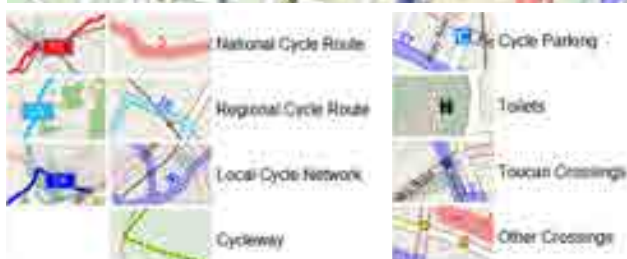 National Cycle Route
Regional Cycle Route
Local Cycle Network
Cycleway
Cycle Parking
Toilets
Toucan Crossings
Other Crossings